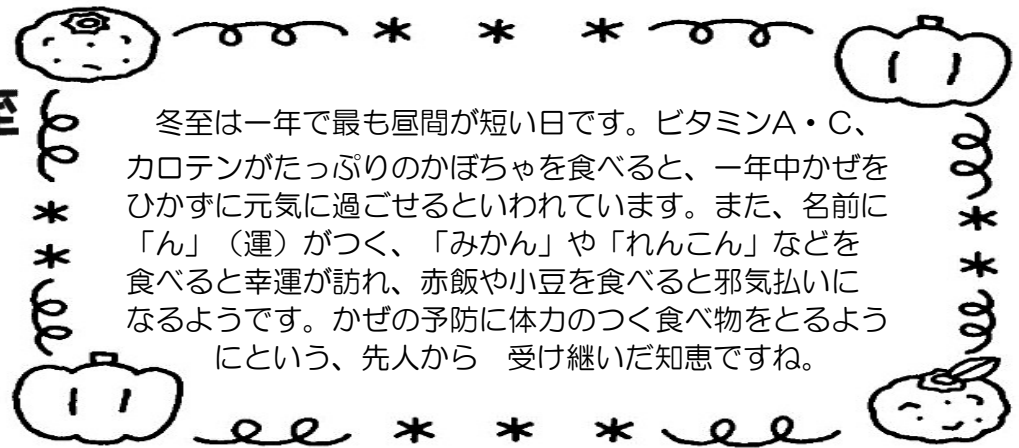 冬至は一年で最も昼間が短い日です。ビタミンA・C、
カロテンがたっぷりのかぼちゃを食べると、一年中かぜを
ひかずに元気に過ごせるといわれています。また、名前に
「ん」（運）がつく、「みかん」や「れんこん」などを
食べると幸運が訪れ、赤飯や小豆を食べると邪気払いに
なるようです。かぜの予防に体力のつく食べ物をとるよう
にという、先人から　受け継いだ知恵ですね。